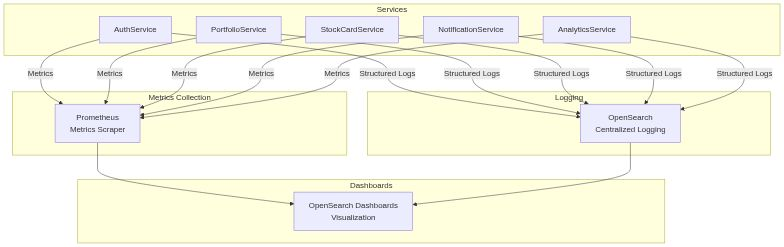 Services
AuthService
PortfolioService
StockCardService
NotificationService
AnalyticsService
Metrics
Metrics
Metrics
Metrics
Metrics
Structured Logs
Structured Logs
Structured Logs
Structured Logs
Structured Logs
Metrics Collection
Logging
Prometheus
Metrics Scraper
OpenSearch
Centralized Logging
Dashboards
OpenSearch Dashboards
Visualization